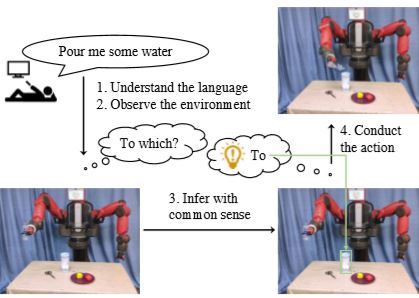 Pour me some water
1. Understand the language
2. Observe the environment
To which?
To
4. Conduct
the action
3. Infer with
common sense